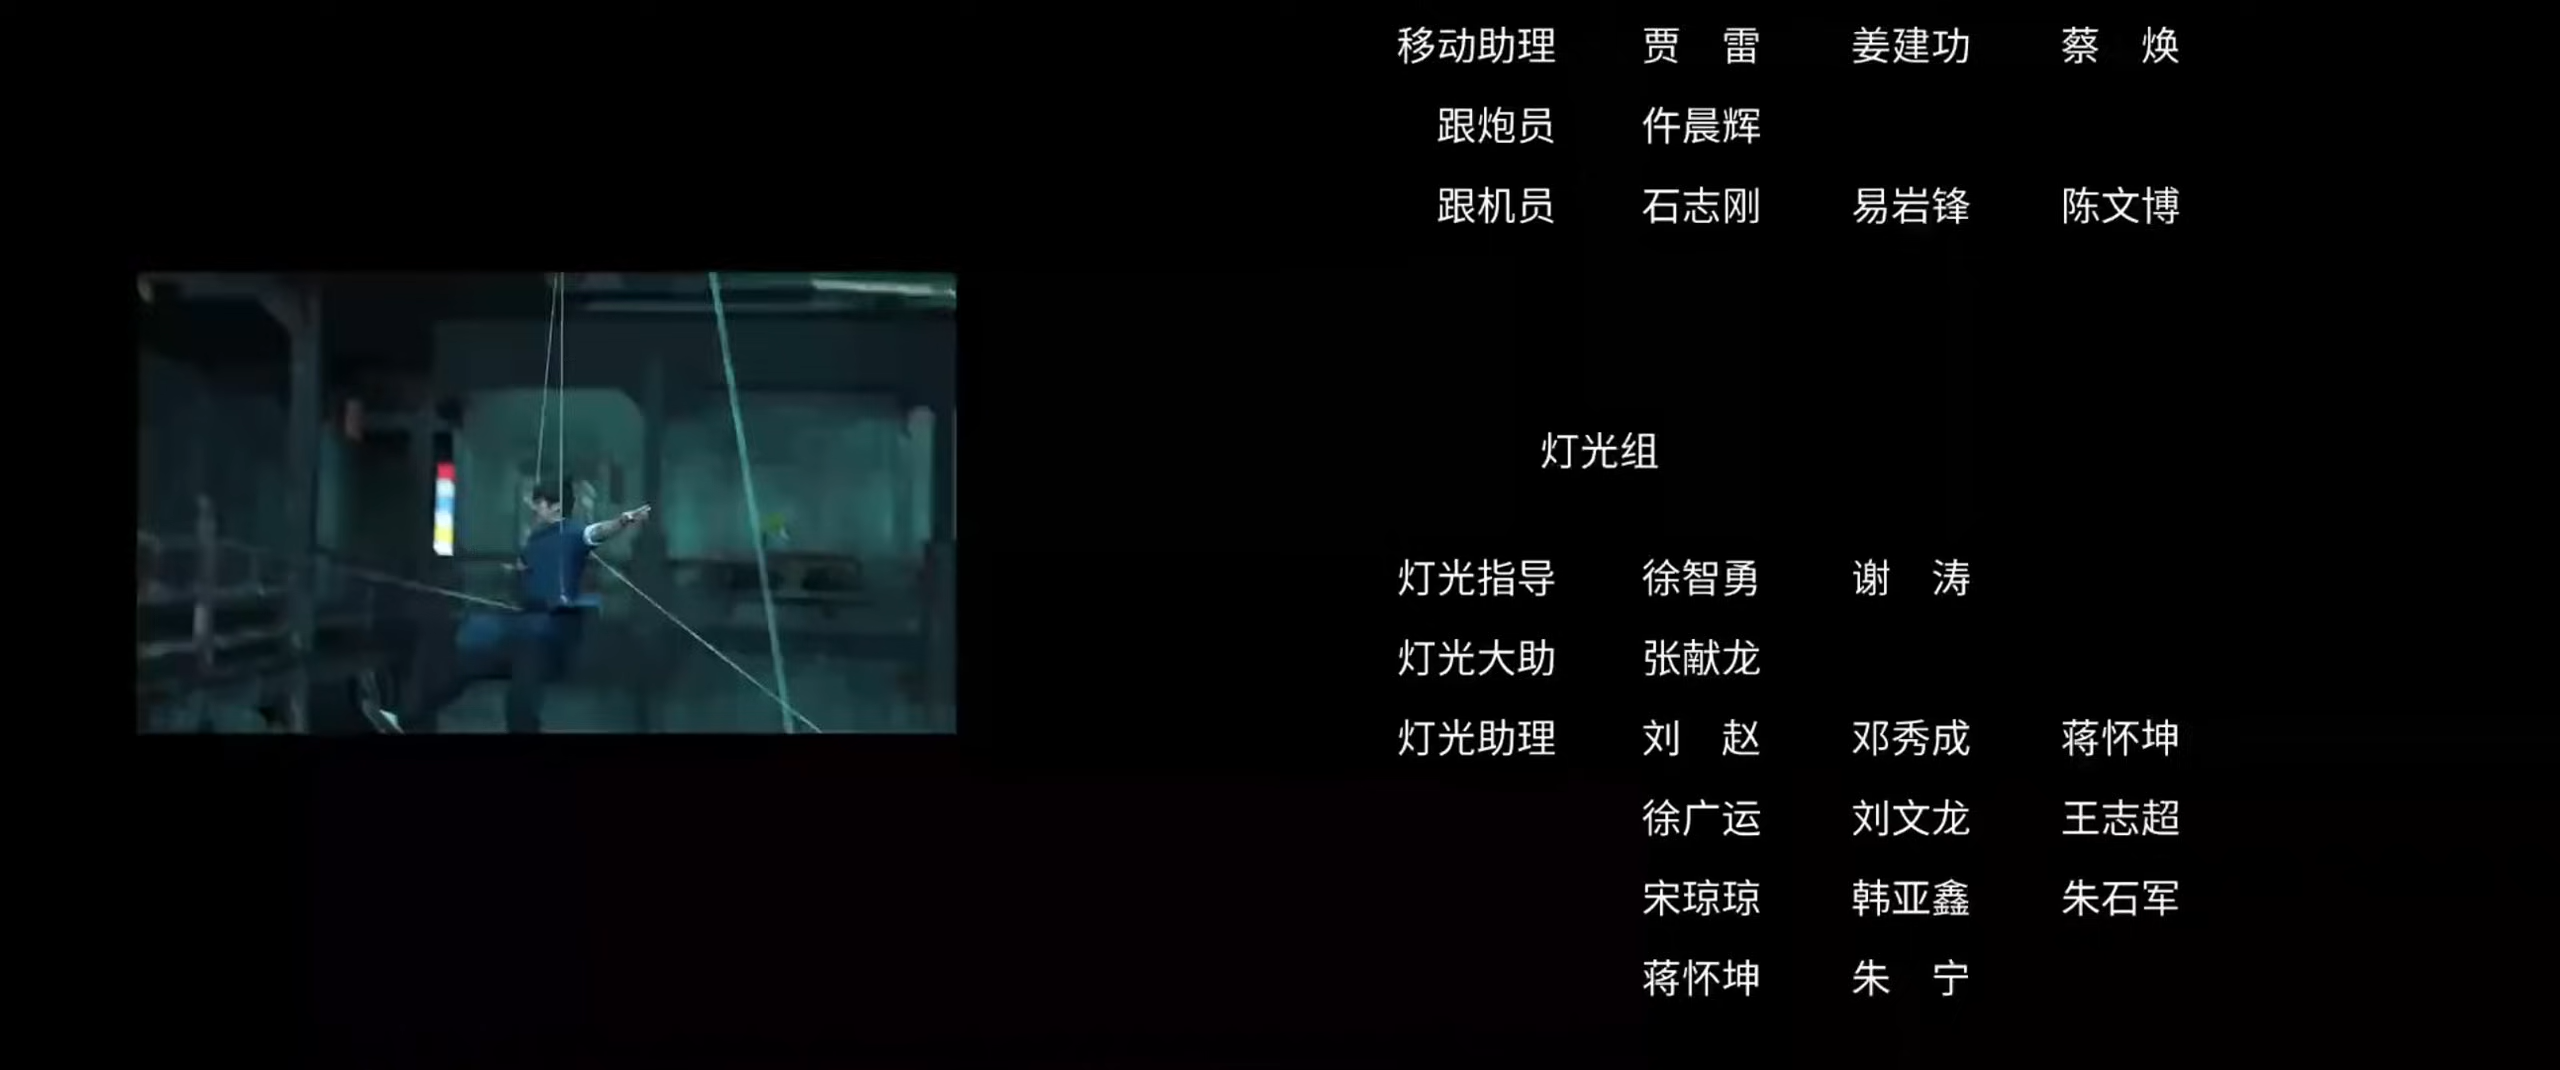 移动助理 贾 雷 姜建功 蔡 焕
跟炮员 仵晨辉
跟机员 石志刚 易岩锋 陈文博
灯光组
灯光指导 徐智勇 谢 涛
灯光大助 张献龙
灯光助理 刘 赵 邓秀成 蒋怀坤
徐广运 刘文龙 王志超
宋琼琼 韩亚鑫 朱石军
蒋怀坤 朱 宁